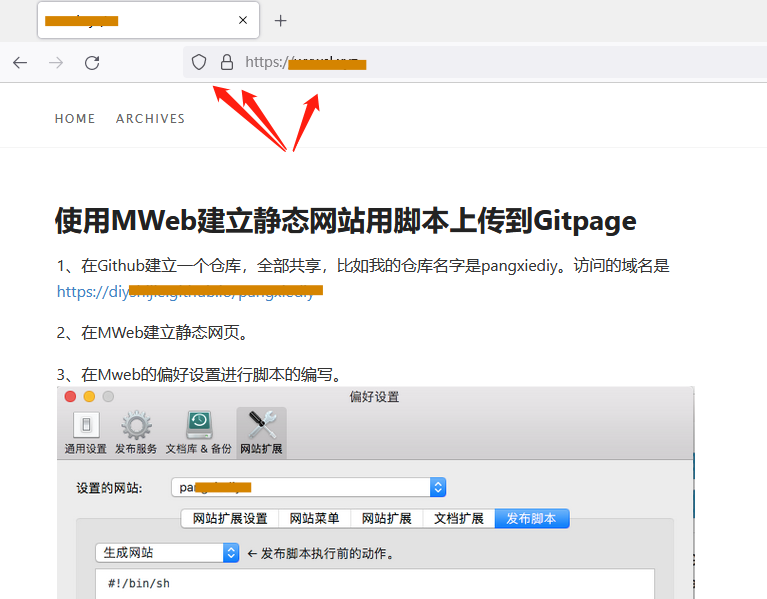 https://
HOME ARCHIVES
使用MWeb建立静态网站用脚本上传到Gitpage
1、在Github建立一个仓库，全部共享，比如我的仓库名字是pangxiediy。访问的域名是
2、在MWeb建立静态网页。
3、在Mweb的偏好设置进行脚本的编写。
偏好设置
通用设置 发布服务 文档库 & 备份 网站扩展
设置的网站:
网站扩展设置 网站菜单 网站扩展 文档扩展 发布脚本
生成网站 ← 发布脚本执行前的动作。
#!/bin/sh